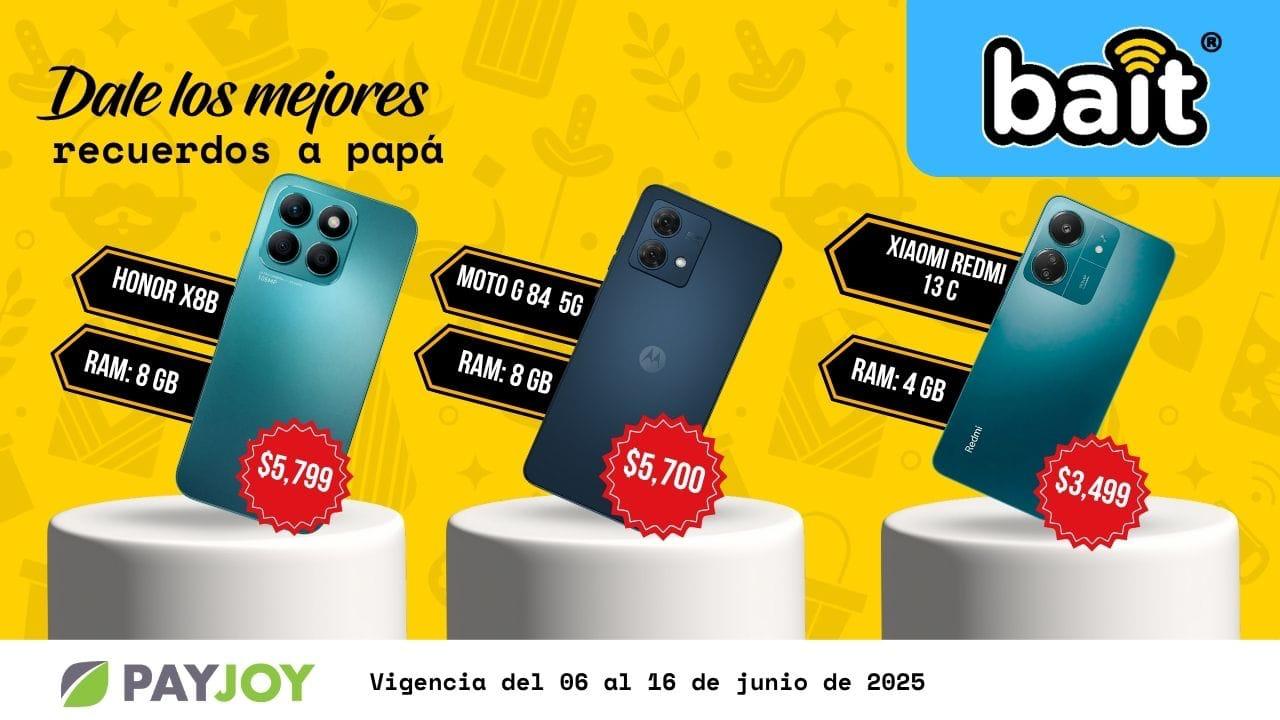 Dale los mejores
recuerdos a papá
bait®
HONOR X8B
RAM: 8 GB
$5,799
MOTO G 84 5G
RAM: 8 GB
$5,700
XIAOMI REDMI
13 C
RAM: 4 GB
Redmi
$3,499
PAYJOY
Vigencia del 06 al 16 de junio de 2025